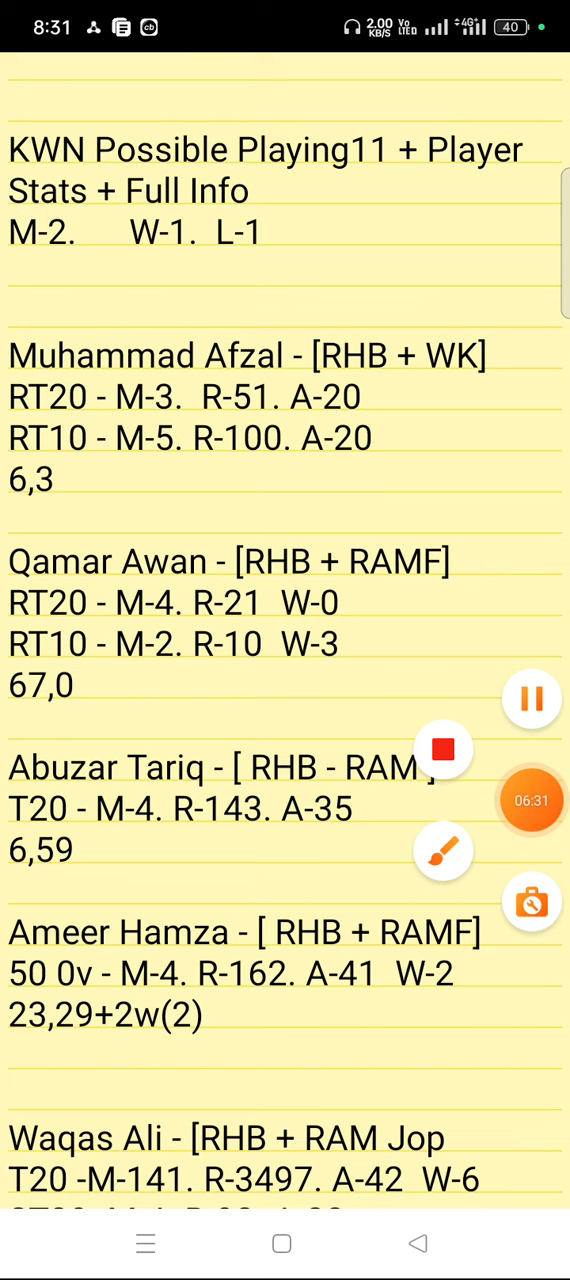 8:31
2.00 KB/S
Vo LTED
4G+
40
KWN Possible Playing11 + Player
Stats + Full Info
M-2. W-1. L-1
Muhammad Afzal - [RHB + WK]
RT20 - M-3. R-51. A-20
RT10 - M-5. R-100. A-20
6,3
Qamar Awan - [RHB + RAMF]
RT20 - M-4. R-21 W-0
RT10 - M-2. R-10 W-3
67,0
Abuzar Tariq - [ RHB - RAM ]
T20 - M-4. R-143. A-35
6,59
06:31
Ameer Hamza - [ RHB + RAMF]
50 0v - M-4. R-162. A-41 W-2
23,29+2w(2)
Waqas Ali - [RHB + RAM Jop
T20 -M-141. R-3497. A-42 W-6